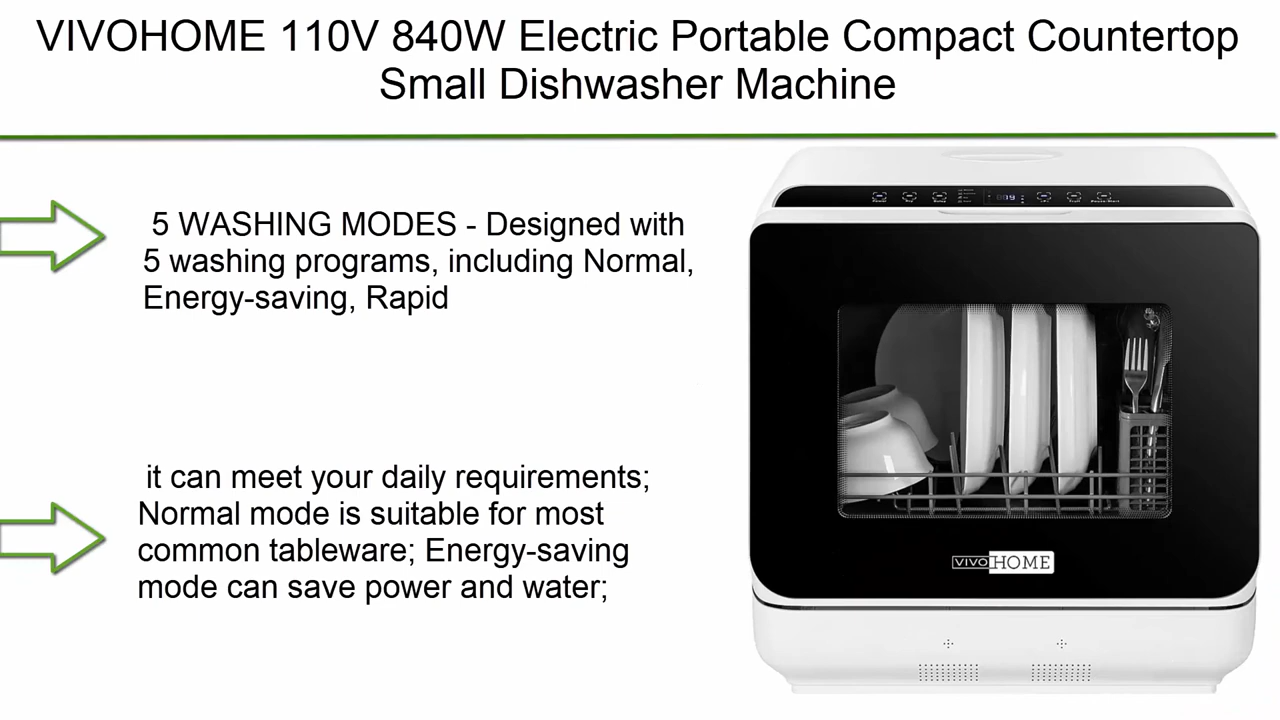 VIVOHOME 110V 840W Electric Portable Compact Countertop
Small Dishwasher Machine
5 WASHING MODES - Designed with
5 washing programs, including Normal,
Energy-saving, Rapid
it can meet your daily requirements;
Normal mode is suitable for most
common tableware; Energy-saving
mode can save power and water;
VIVOHOME